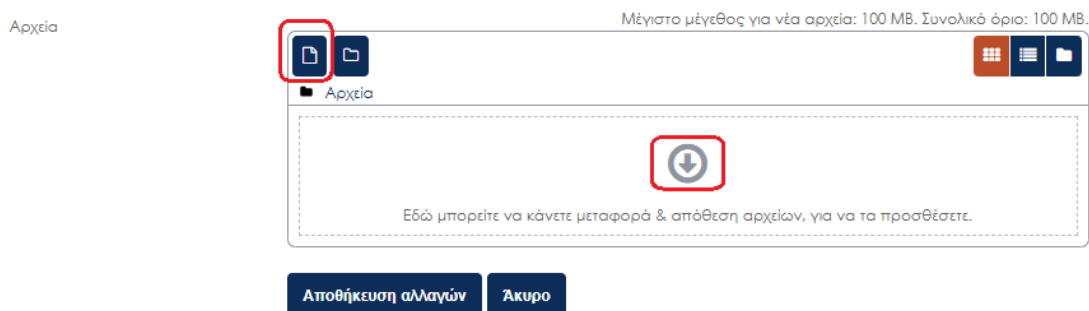 Αρχεία
Μέγιστο μέγεθος για νέα αρχεία: 100 MB. Συνολικό όριο: 100 MB.
Αρχεία
Εδώ μπορείτε να κάνετε μεταφορά & απόθεση αρχείων, για να τα προσθέσετε.
Αποθήκευση αλλαγών Άκυρο